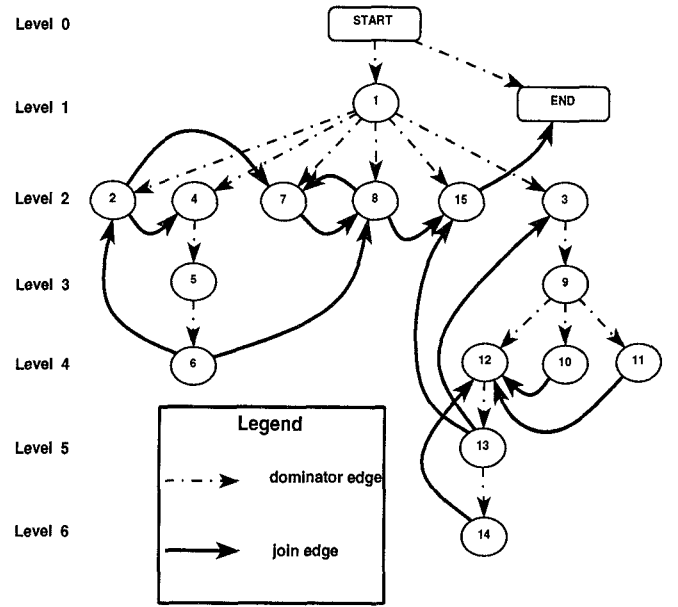 Level 0
START
Level 1
1
END
Level 2
2
4
7
8
15
3
Level 3
5
9
Level 4
6
12
10
11
Legend
Level 5
13
dominator edge
Level 6
14
join edge